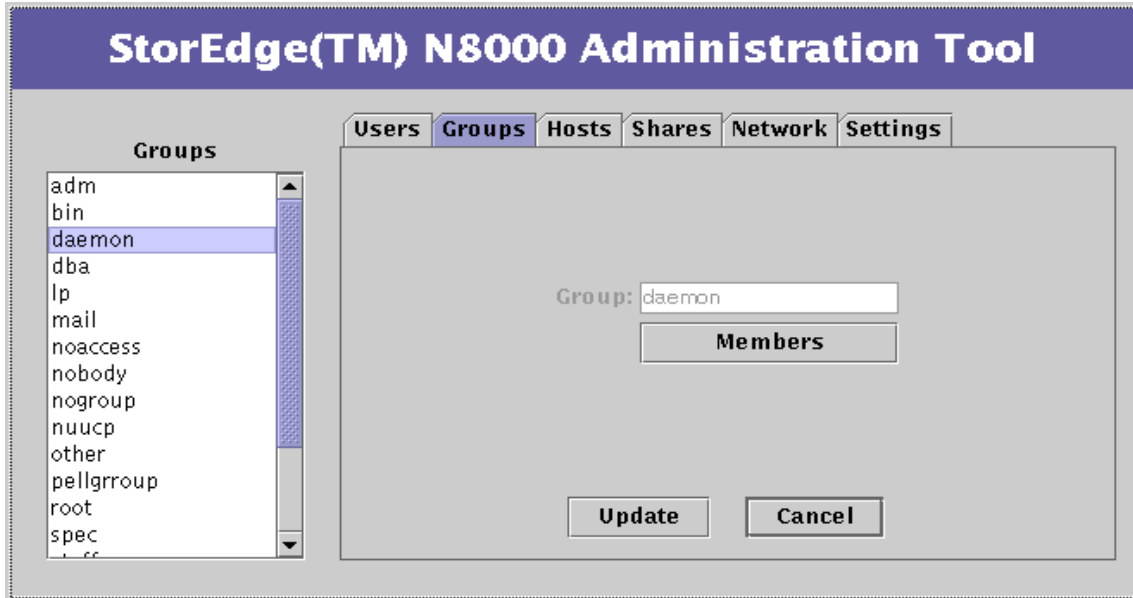 StorEdge(TM) N8000 Administration Tool
Users Groups Hosts Shares Network Settings
Groups
adm
bin
daemon
dba
lp
mail
noaccess
nobody
nogroup
nuucp
other
pellgrroup
root
spec
Group: daemon
Members
Update Cancel